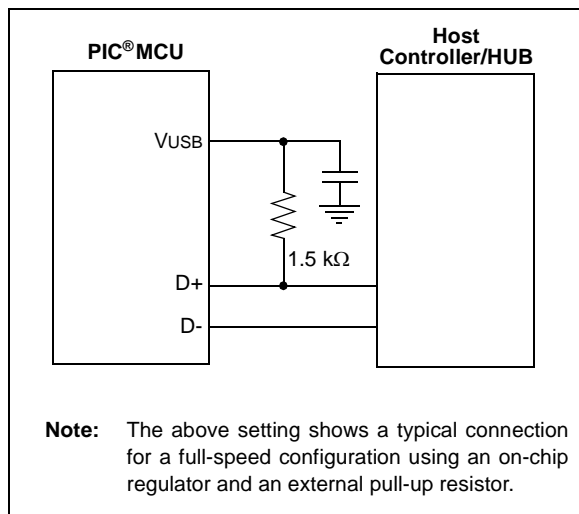 PIC®MCU
Host
Controller/HUB
VUSB
1.5 kΩ
D+
D-
Note: The above setting shows a typical connection
for a full-speed configuration using an on-chip
regulator and an external pull-up resistor.